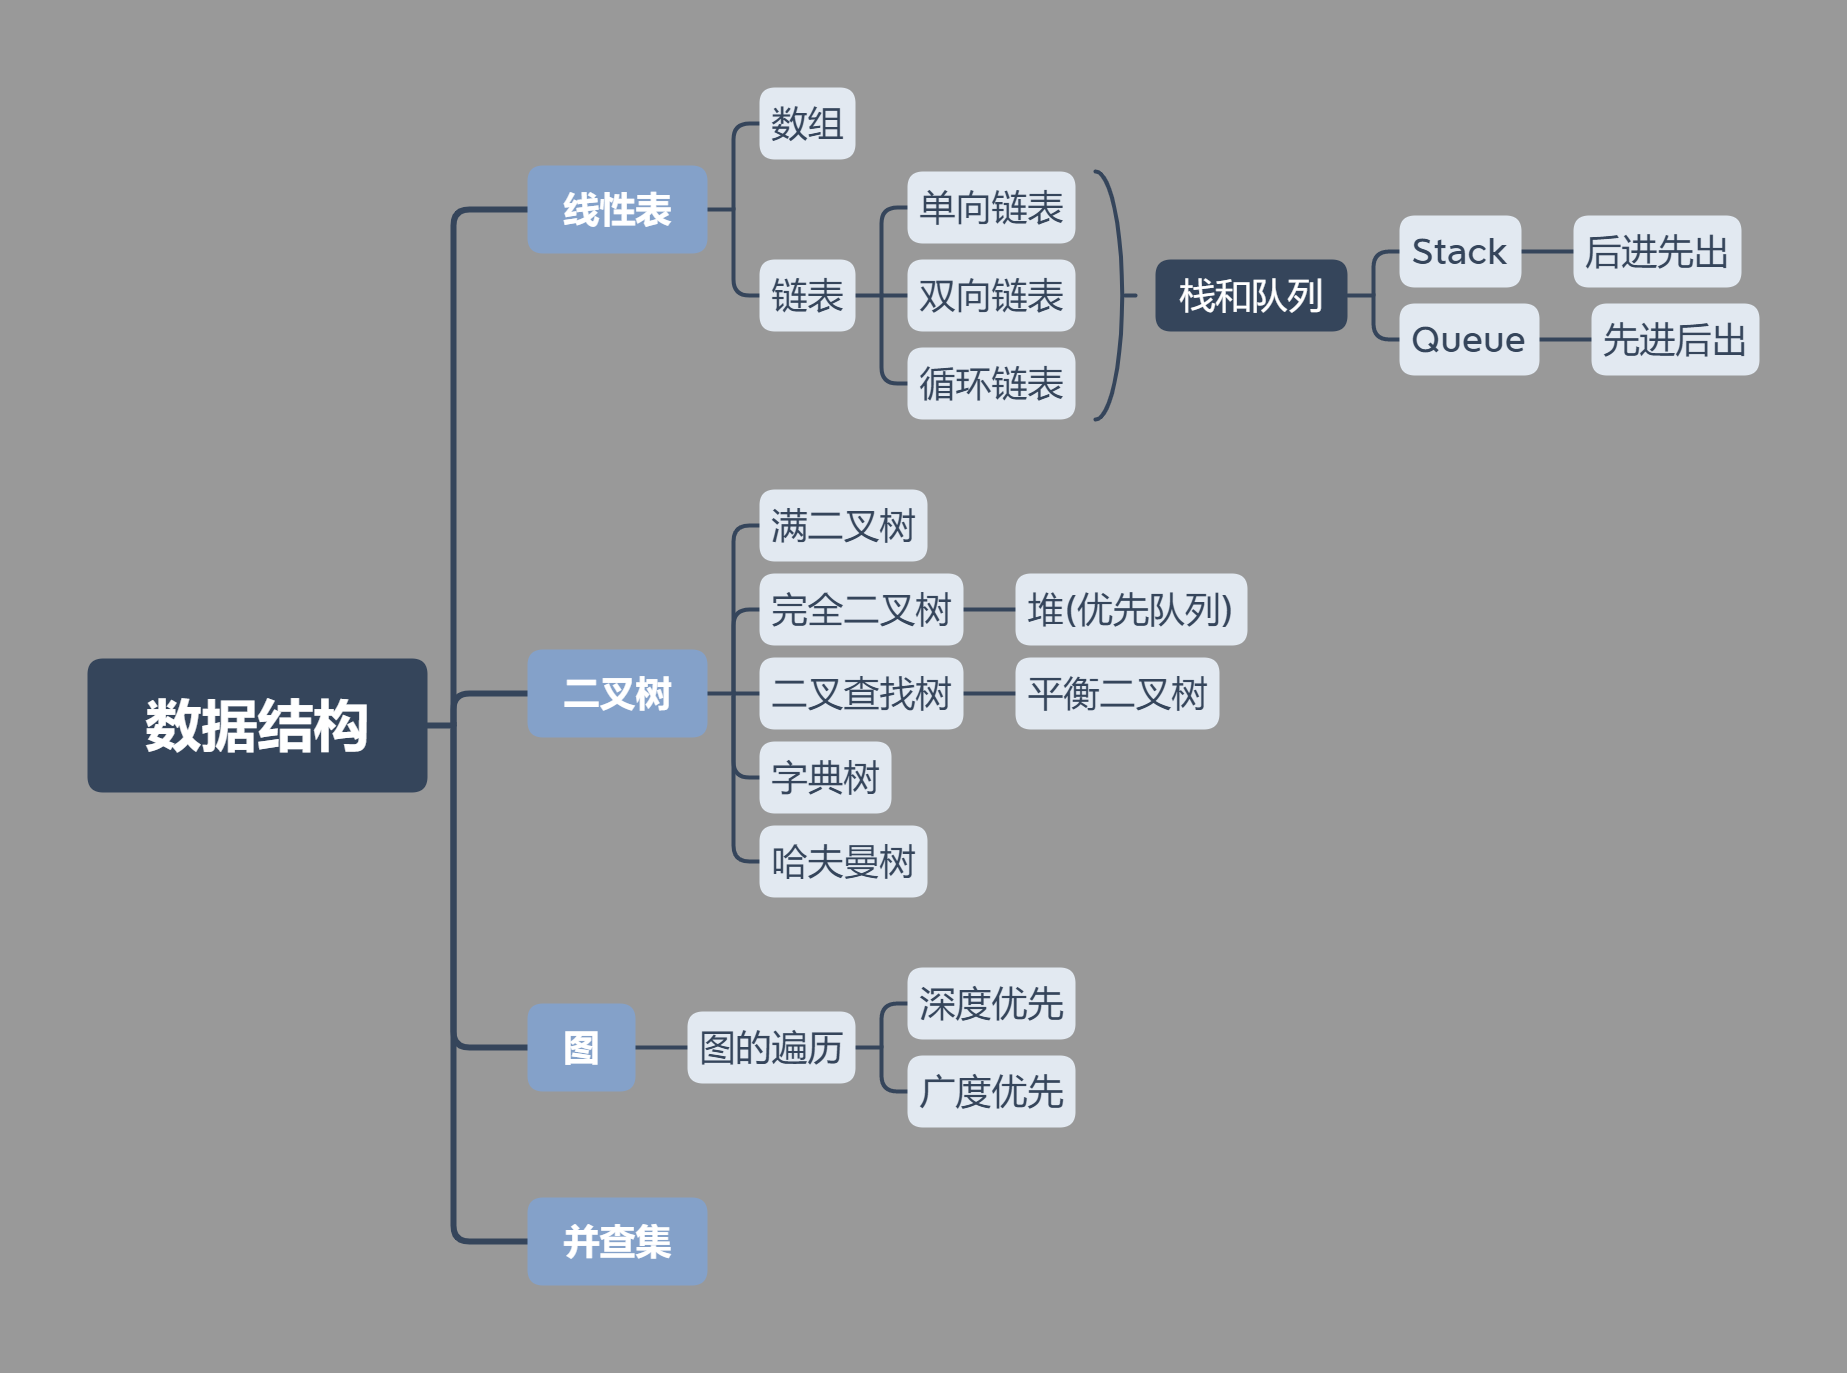 数据结构
线性表
数组
链表
单向链表
双向链表
循环链表
栈和队列
Stack
后进先出
Queue
先进后出
二叉树
满二叉树
完全二叉树
堆(优先队列)
二叉查找树
平衡二叉树
字典树
哈夫曼树
图
图的遍历
深度优先
广度优先
并查集